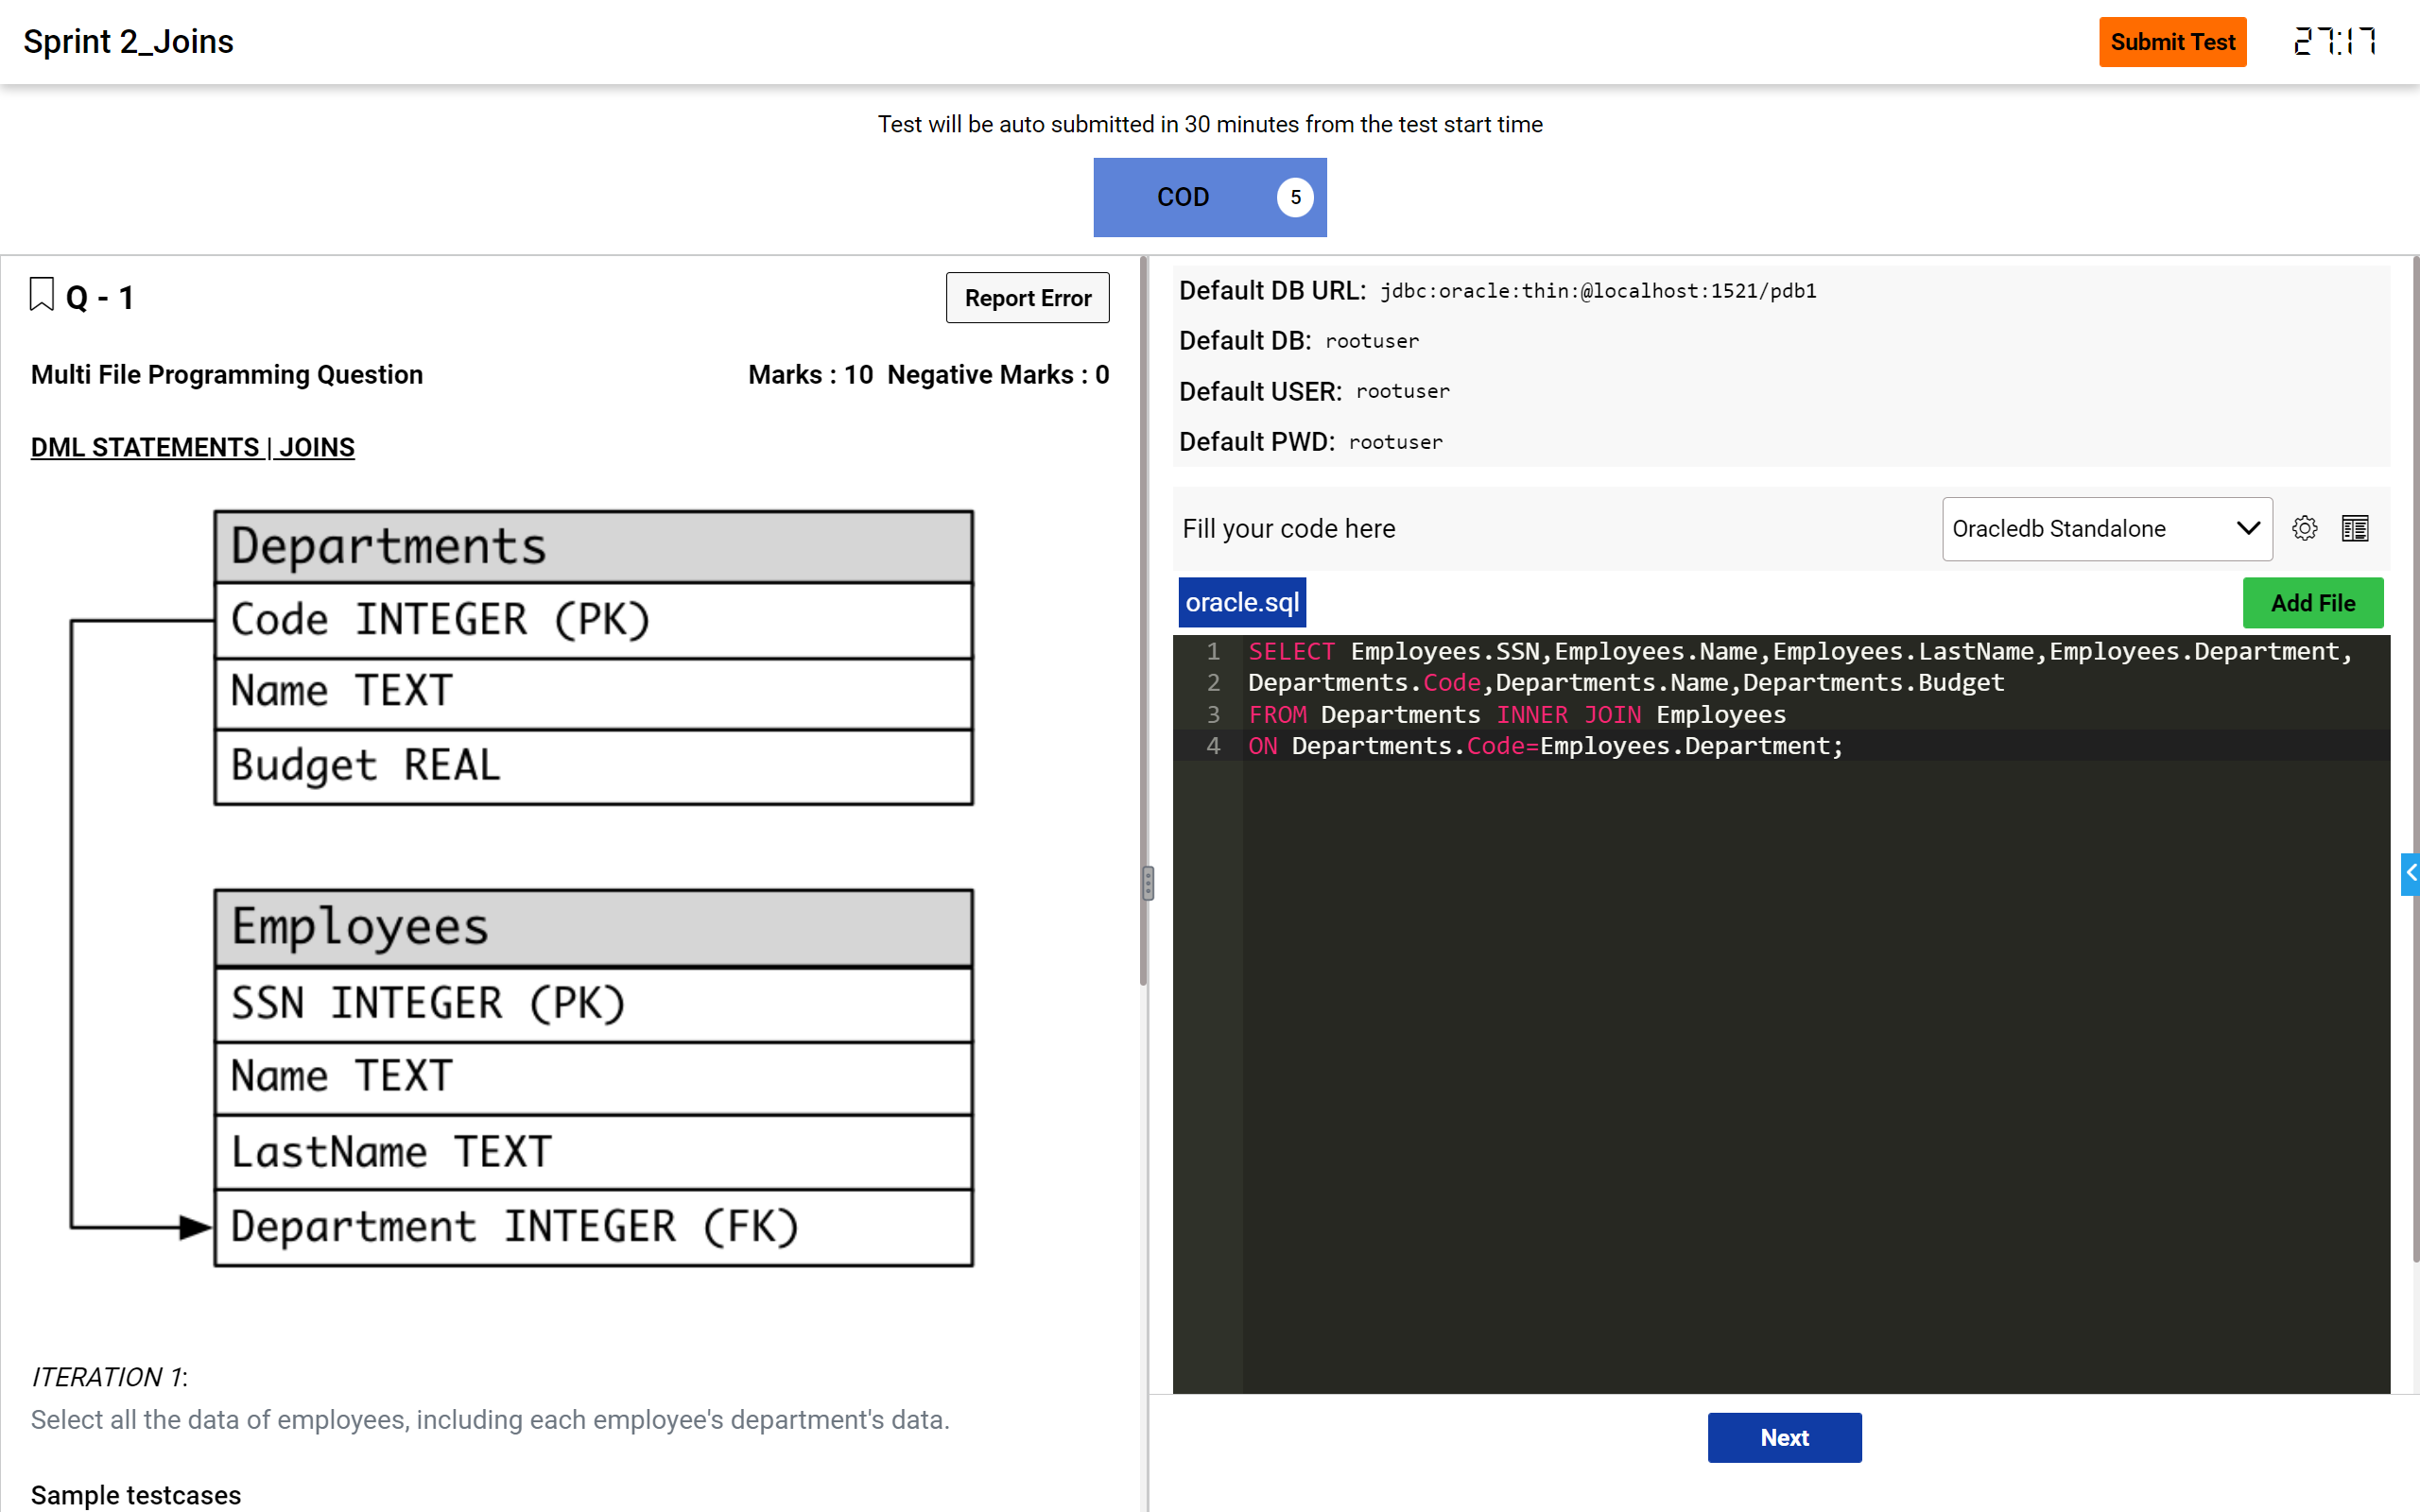 Sprint 2_Joins
Submit Test
27:17
Test will be auto submitted in 30 minutes from the test start time
COD 5
Q - 1
Report Error
Multi File Programming Question
Marks : 10 Negative Marks : 0
DML STATEMENTS | JOINS
Departments
Code INTEGER (PK)
Name TEXT
Budget REAL
Employees
SSN INTEGER (PK)
Name TEXT
LastName TEXT
Department INTEGER (FK)
ITERATION 1:
Select all the data of employees, including each employee's department's data.
Sample testcases
Default DB URL: jdbc:oracle:thin:@localhost:1521/pdb1
Default DB: rootuser
Default USER: rootuser
Default PWD: rootuser
Fill your code here
Oracledb Standalone
oracle.sql
Add File
1 SELECT Employees.SSN,Employees.Name,Employees.LastName,Employees.Department,
2 Departments.Code,Departments.Name,Departments.Budget
3 FROM Departments INNER JOIN Employees
4 ON Departments.Code=Employees.Department;
Next